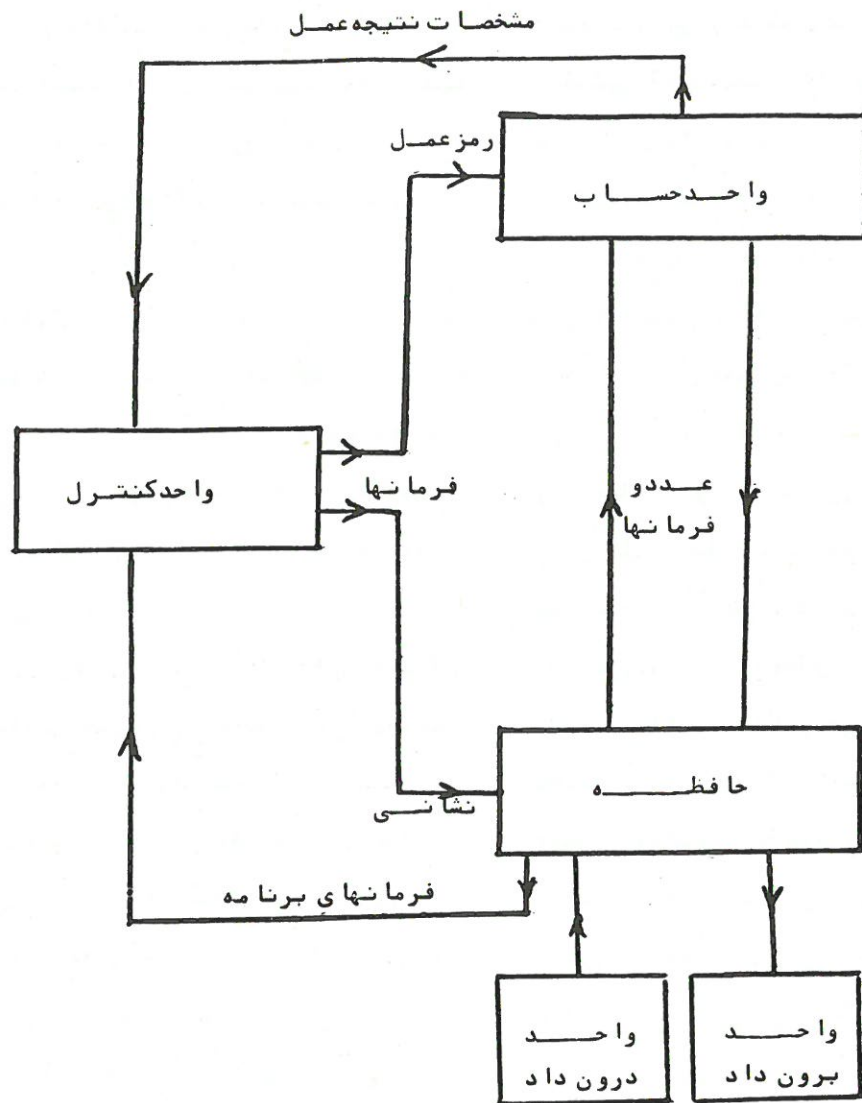 مشخصات نتیجه عمل
رمز عمل
واحد حساب
واحد کنترل
فرمانها
عدد و
فرمانها
حافظه
نشانی
فرمانهای برنامه
واحد
درون داد
واحد
برون داد